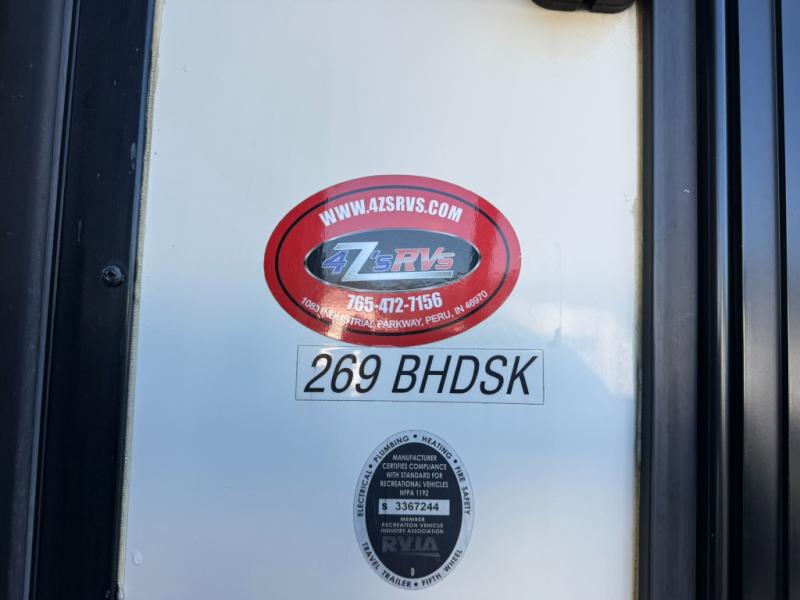 WWW.4ZSRVS.COM
4Z'sRVs
765-472-7156
1083 INDUSTRIAL PARKWAY, PERU, IN 46970
269 BHDSK
ELECTRICAL • PLUMBING • HEATING • FIRE SAFETY
MANUFACTURER
CERTIFIES COMPLIANCE
WITH STANDARD FOR
RECREATIONAL VEHICLES
NFPA 1192
S 3367244
MEMBER
RECREATION VEHICLE
INDUSTRY ASSOCIATION
RVIA
D
TRAVEL TRAILER • FIFTH WHEEL